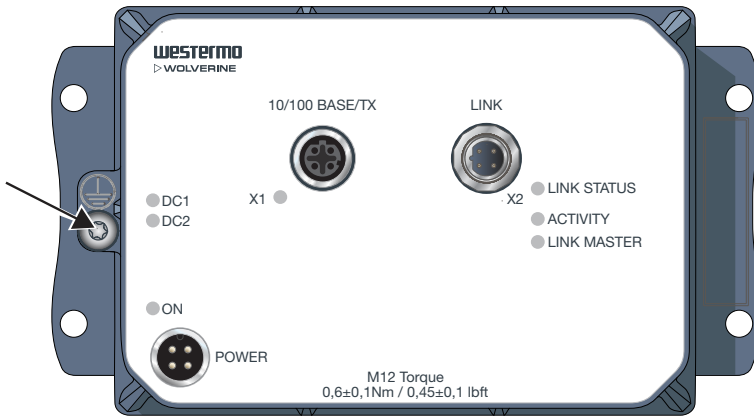 westermo
WOLVERINE
10/100 BASE/TX
LINK
X1
X2
DC1
DC2
LINK STATUS
ACTIVITY
LINK MASTER
ON
POWER
M12 Torque
0,6±0,1Nm / 0,45±0,1 lbft